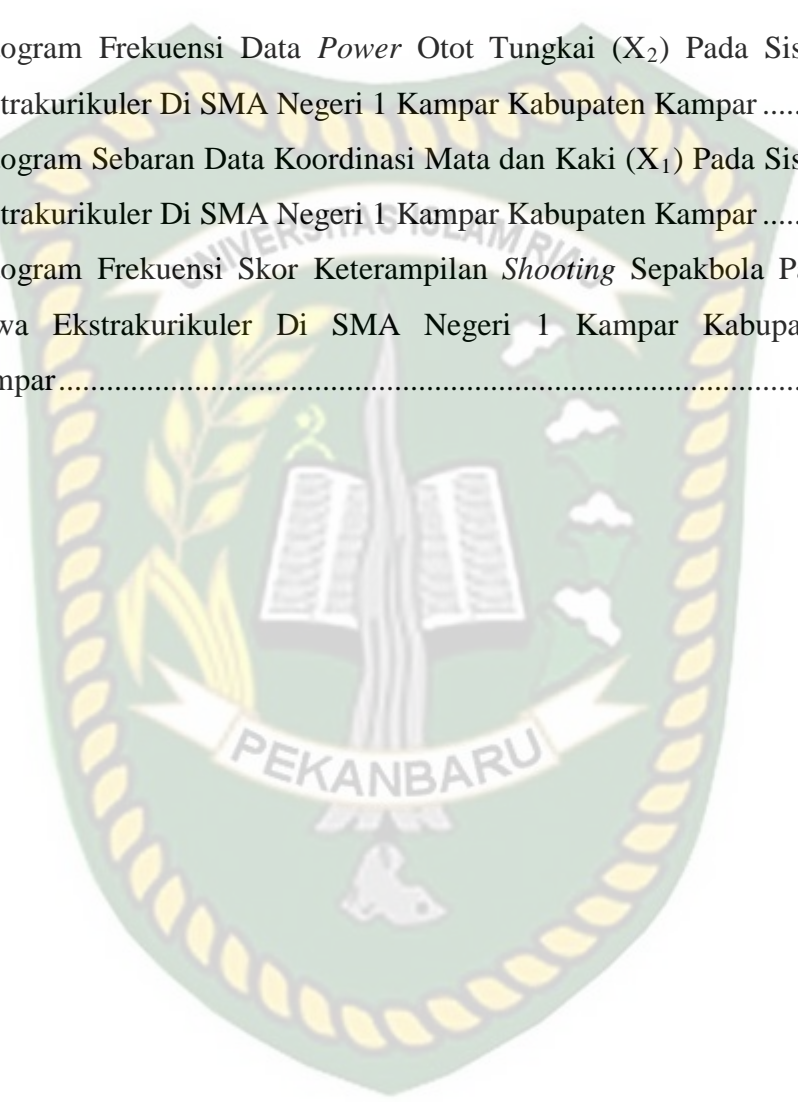 ogram Frekuensi Data Power Otot Tungkai (X₂) Pada Sis
trakurikuler Di SMA Negeri 1 Kampar Kabupaten Kampar .....
ogram Sebaran Data Koordinasi Mata dan Kaki (X₁) Pada Sis
trakurikuler Di SMA Negeri 1 Kampar Kabupaten Kampar .....
UNIVERSITAS ISLAM RIAU
ogram Frekuensi Skor Keterampilan Shooting Sepakbola Pa
wa Ekstrakurikuler Di SMA Negeri 1 Kampar Kabupa
mpar..........................................................................................
PEKANBARU